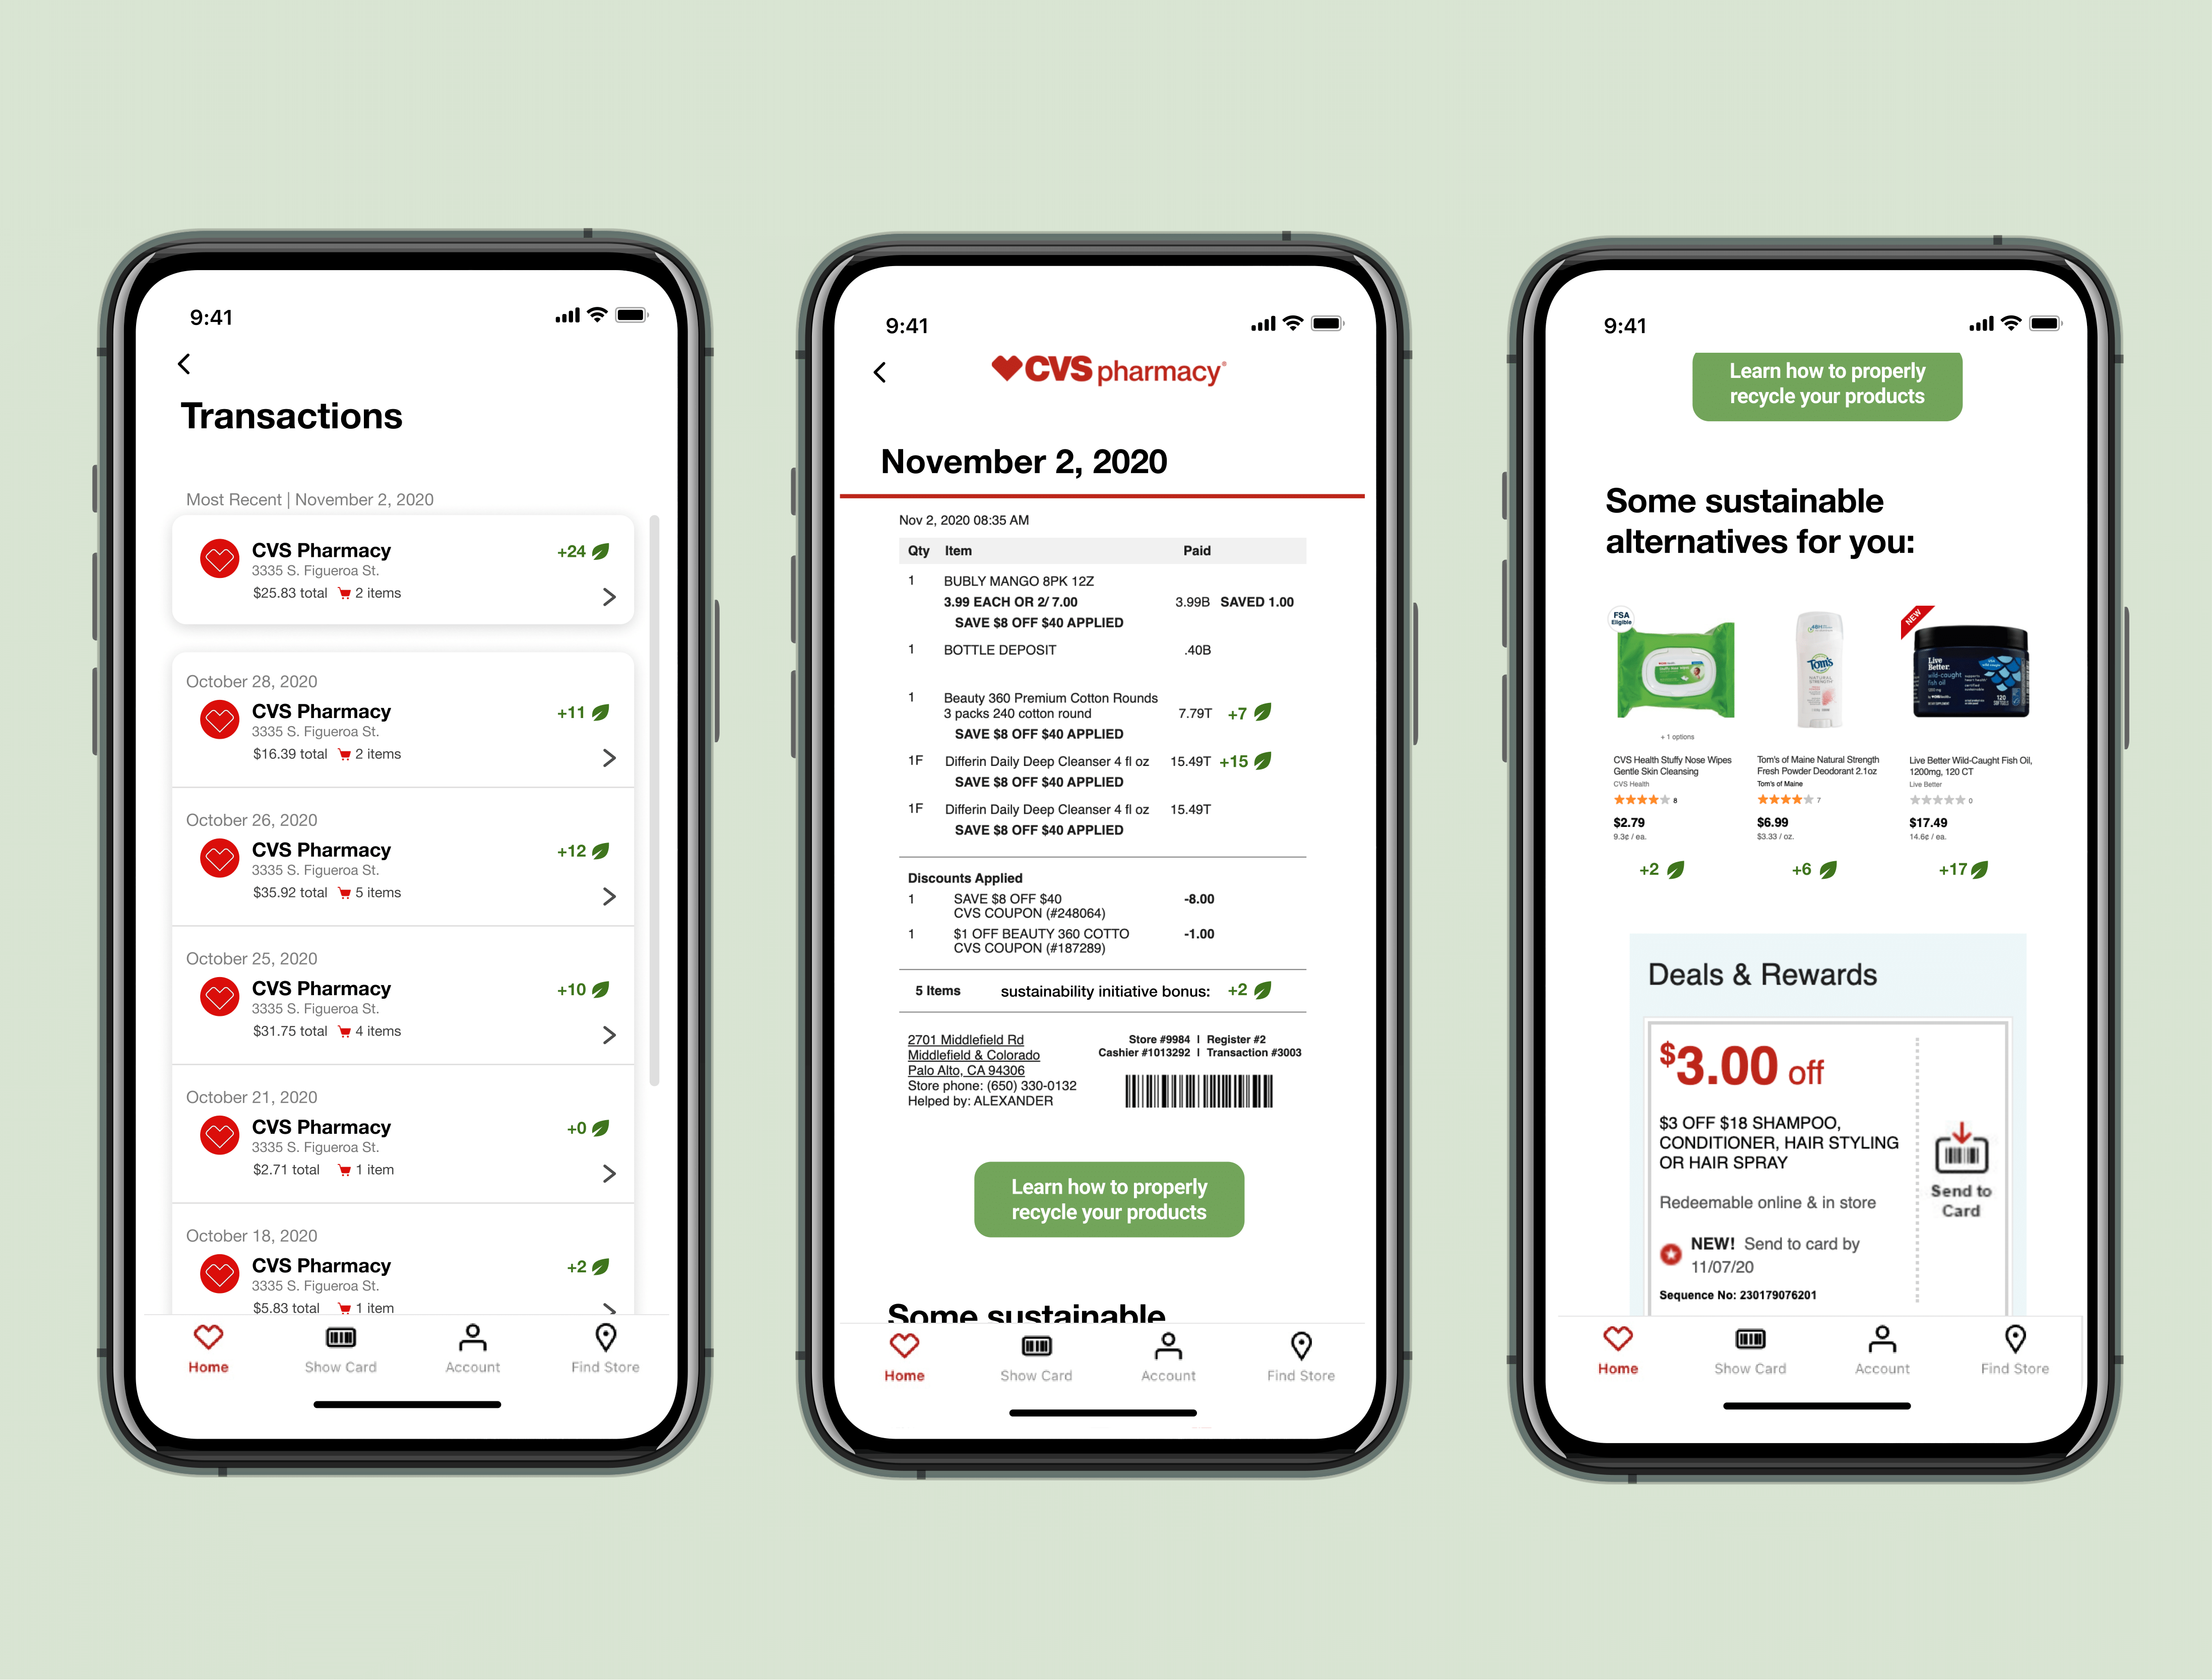 9:41
Transactions
Most Recent | November 2, 2020
CVS Pharmacy
+24
3335 S. Figueroa St.
$25.83 total 2 items
October 28, 2020
CVS Pharmacy
+11
3335 S. Figueroa St.
$16.39 total 2 items
October 26, 2020
CVS Pharmacy
+12
3335 S. Figueroa St.
$35.92 total 5 items
October 25, 2020
CVS Pharmacy
+10
3335 S. Figueroa St.
$31.75 total 4 items
October 21, 2020
CVS Pharmacy
+0
3335 S. Figueroa St.
$2.71 total 1 item
October 18, 2020
CVS Pharmacy
+2
3335 S. Figueroa St.
$5.83 total 1 item
Home Show Card Account Find Store
9:41
CVS pharmacy®
November 2, 2020
Nov 2, 2020 08:35 AM
Qty Item Paid
1 BUBLY MANGO 8PK 12Z
3.99 EACH OR 2/ 7.00 3.99B SAVED 1.00
SAVE $8 OFF $40 APPLIED
1 BOTTLE DEPOSIT .40B
1 Beauty 360 Premium Cotton Rounds
3 packs 240 cotton round 7.79T +7
SAVE $8 OFF $40 APPLIED
1F Differin Daily Deep Cleanser 4 fl oz 15.49T +15
SAVE $8 OFF $40 APPLIED
1F Differin Daily Deep Cleanser 4 fl oz 15.49T
SAVE $8 OFF $40 APPLIED
Discounts Applied
1 SAVE $8 OFF $40 -8.00
CVS COUPON (#248064)
1 $1 OFF BEAUTY 360 COTTO -1.00
CVS COUPON (#187289)
5 Items sustainability initiative bonus: +2
2701 Middlefield Rd
Middlefield & Colorado
Palo Alto, CA 94306
Store phone: (650) 330-0132
Helped by: ALEXANDER
Store #9984 | Register #2
Cashier #1013292 | Transaction #3003
Learn how to properly
recycle your products
Some sustainable
Home Show Card Account Find Store
9:41
Learn how to properly
recycle your products
Some sustainable
alternatives for you:
FSA
Eligible
Tom's
NATURAL
STRENGTH
NEW
Live
Better.
wild-caught
fish oil
1200 mg
120
+ 1 options
CVS Health Stuffy Nose Wipes
Gentle Skin Cleansing
CVS Health
8
$2.79
9.3¢ / ea.
+2
Tom's of Maine Natural Strength
Fresh Powder Deodorant 2.1oz
Tom's of Maine
7
$6.99
$3.33 / oz.
+6
Live Better Wild-Caught Fish Oil,
1200mg, 120 CT
Live Better
0
$17.49
14.6¢ / ea.
+17
Deals & Rewards
$3.00 off
$3 OFF $18 SHAMPOO,
CONDITIONER, HAIR STYLING
OR HAIR SPRAY
Redeemable online & in store
NEW! Send to card by
11/07/20
Sequence No: 230179076201
Send to
Card
Home Show Card Account Find Store